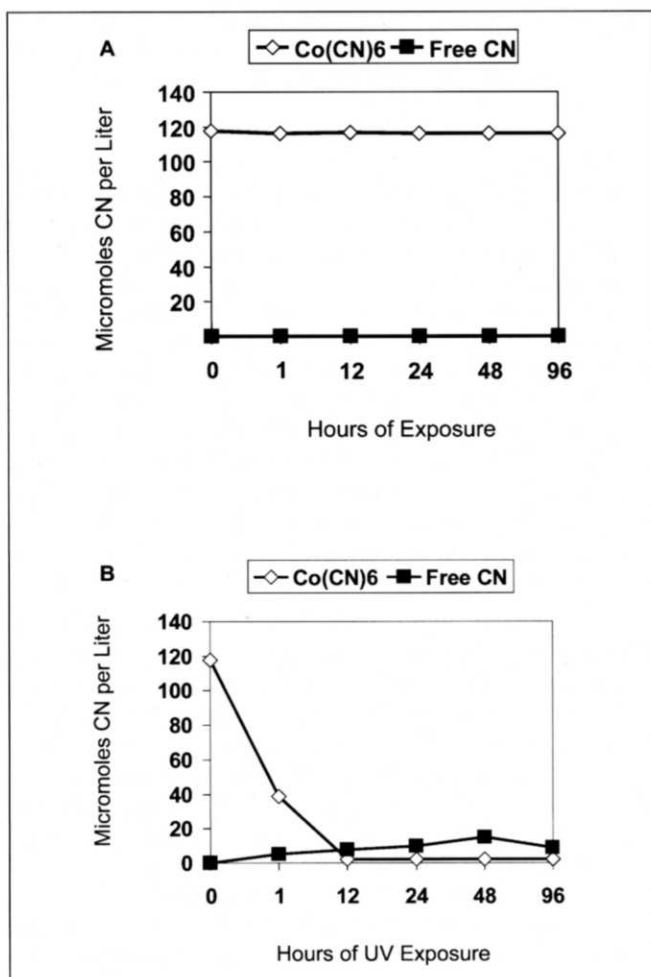 A
Co(CN)6 Free CN
Micromoles CN per Liter
140
120
100
80
60
40
20
0 1 12 24 48 96
Hours of Exposure
B
Co(CN)6 Free CN
Micromoles CN per Liter
140
120
100
80
60
40
20
0
0 1 12 24 48 96
Hours of UV Exposure